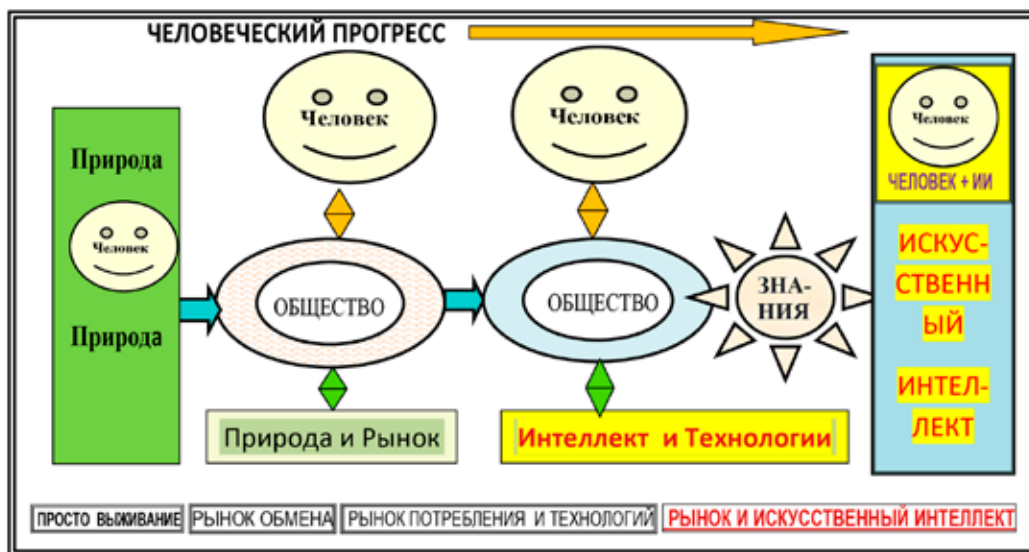 ЧЕЛОВЕЧЕСКИЙ ПРОГРЕСС
Природа
Человек
Природа
Человек
ОБЩЕСТВО
Природа и Рынок
Человек
ОБЩЕСТВО
Интеллект и Технологии
ЗНА-
НИЯ
Человек
ЧЕЛОВЕК + ИИ
ИСКУС-
СТВЕНН
ЫЙ
ИНТЕЛ-
ЛЕКТ
ПРОСТО ВЫЖИВАНИЕ
РЫНОК ОБМЕНА
РЫНОК ПОТРЕБЛЕНИЯ И ТЕХНОЛОГИЙ
РЫНОК И ИСКУССТВЕННЫЙ ИНТЕЛЛЕКТ